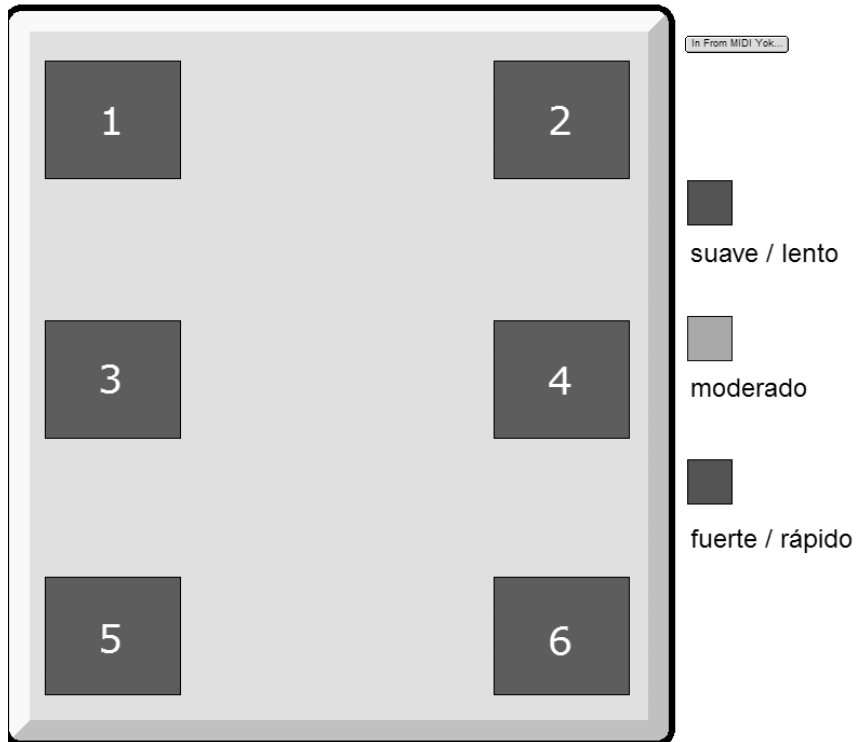 In From MIDI Yok...
1
2
suave / lento
3
4
moderado
fuerte / rápido
5
6